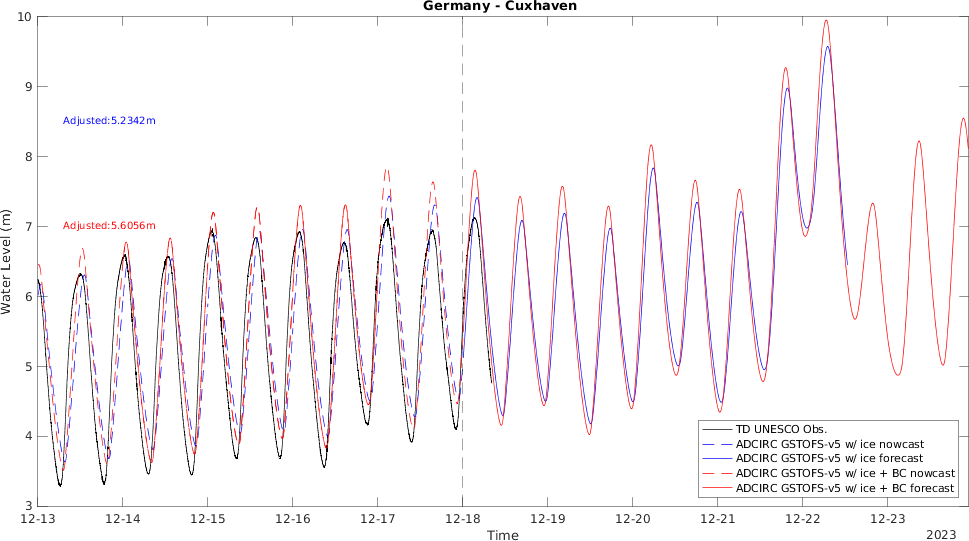 Germany - Cuxhaven
10
9
8
7
6
5
4
3
Water Level (m)
Adjusted:5.2342m
Adjusted:5.6056m
TD UNESCO Obs.
ADCIRC GSTOFS-v5 w/ ice nowcast
ADCIRC GSTOFS-v5 w/ ice forecast
ADCIRC GSTOFS-v5 w/ ice + BC nowcast
ADCIRC GSTOFS-v5 w/ ice + BC forecast
12-13 12-14 12-15 12-16 12-17 12-18 12-19 12-20 12-21 12-22 12-23
Time
2023